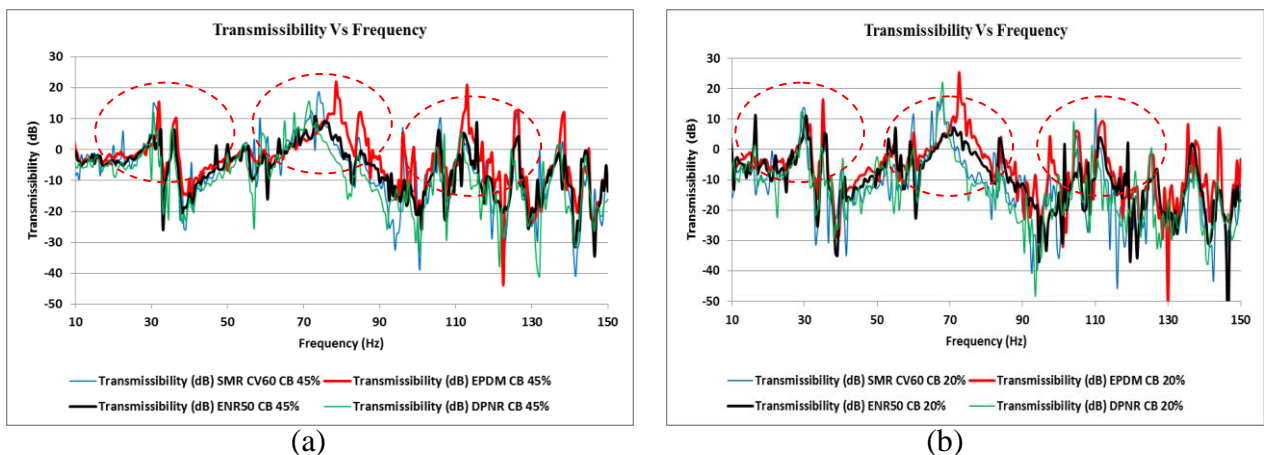 Transmissibility Vs Frequency
30
20
10
0
-10
-20
-30
-40
-50
Transmissibility (dB)
10 30 50 70 90 110 130 150
Frequency (Hz)
Transmissibility (dB) SMR CV60 CB 45% Transmissibility (dB) EPDM CB 45%
Transmissibility (dB) ENR50 CB 45% Transmissibility (dB) DPNR CB 45%
(a)
Transmissibility Vs Frequency
30
20
10
0
-10
-20
-30
-40
-50
Transmissibility (dB)
10 30 50 70 90 110 130 150
Frequency (Hz)
Transmissibility (dB) SMR CV60 CB 20% Transmissibility (dB) EPDM CB 20%
Transmissibility (dB) ENR50 CB 20% Transmissibility (dB) DPNR CB 20%
(b)